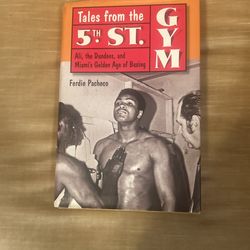 Tales from the
5TH ST.
GYM
Ali, the Dundees, and
Miami's Golden Age of Boxing
Ferdie Pacheco